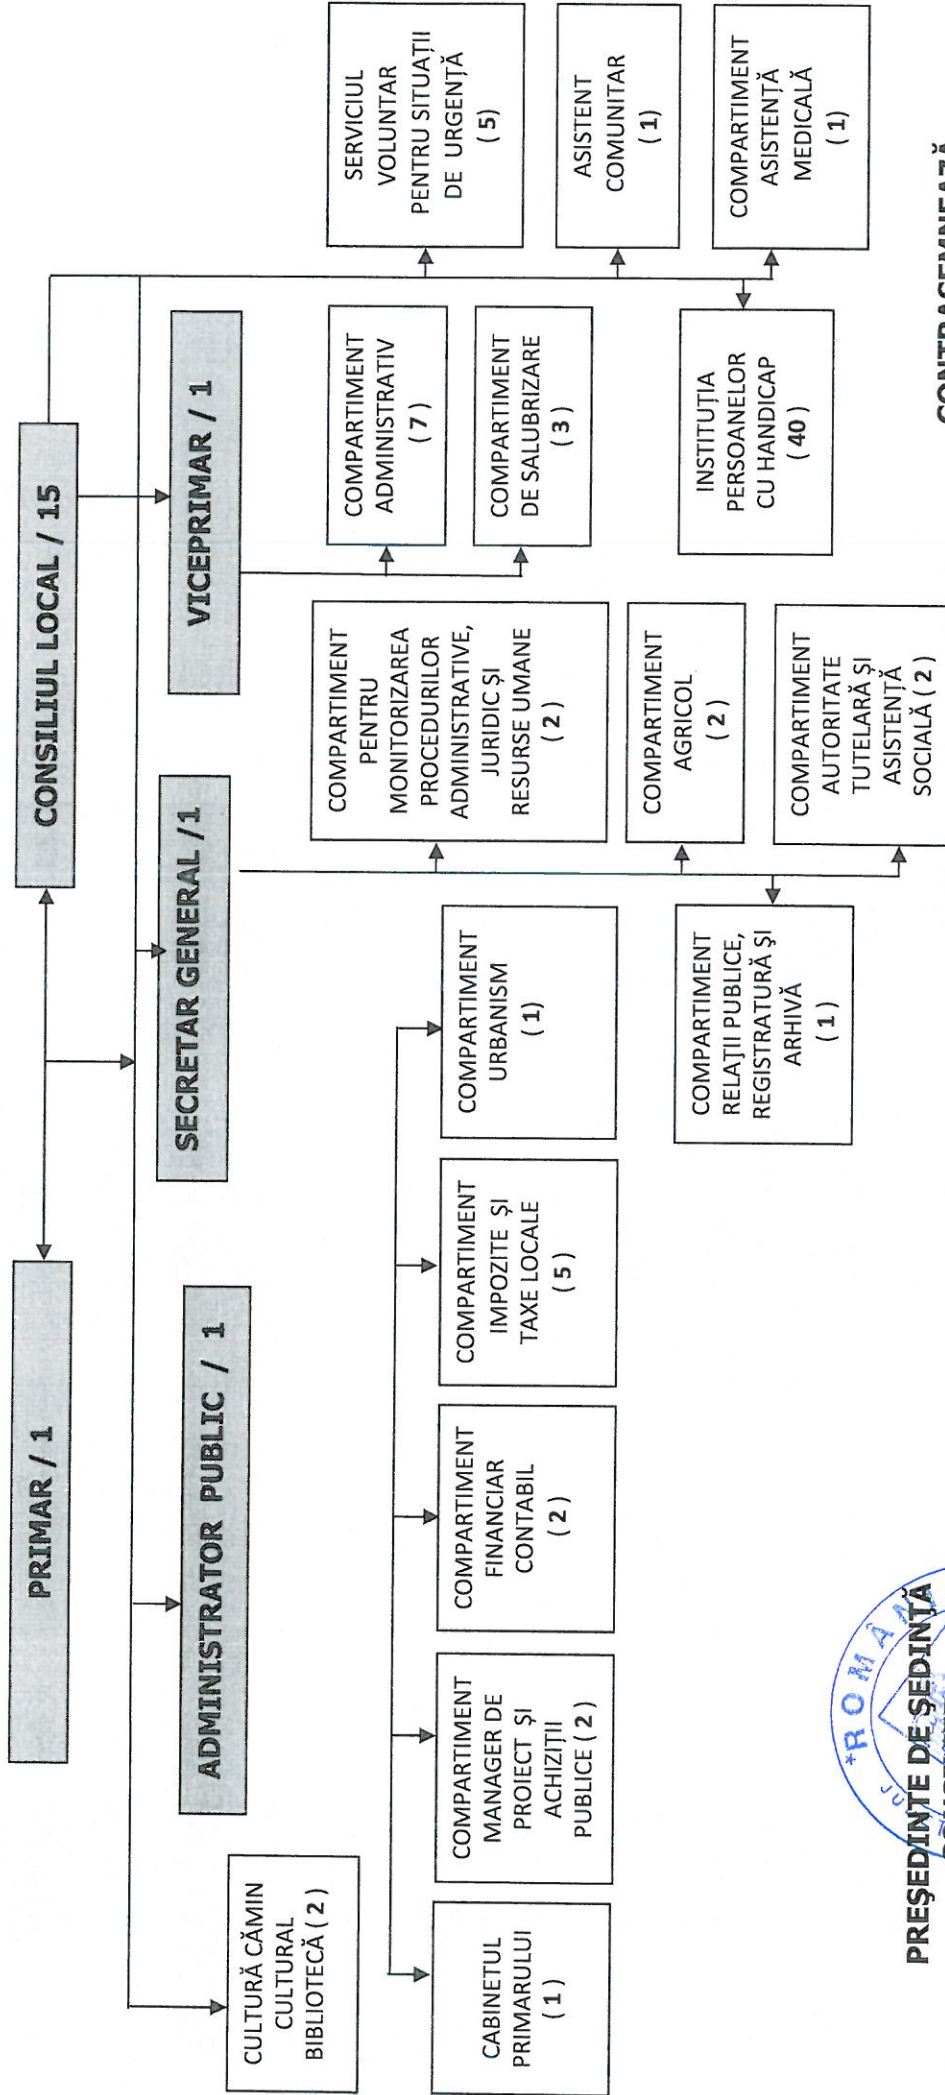 PRIMAR / 1
CONSILIUL LOCAL / 15
ADMINISTRATOR PUBLIC / 1
SECRETAR GENERAL /1
VICEPRIMAR / 1
CULTURĂ CĂMIN
CULTURAL
BIBLIOTECĂ ( 2 )
CABINETUL
PRIMARULUI
( 1 )
COMPARTIMENT
MANAGER DE
PROIECT ȘI
ACHIZIȚII
PUBLICE ( 2 )
COMPARTIMENT
FINANCIAR
CONTABIL
( 2 )
COMPARTIMENT
IMPOZITE ȘI
TAXE LOCALE
( 5 )
COMPARTIMENT
URBANISM
( 1)
COMPARTIMENT
PENTRU
MONITORIZAREA
PROCEDURILOR
ADMINISTRATIVE,
JURIDIC ȘI
RESURSE UMANE
( 2 )
COMPARTIMENT
AGRICOL
( 2 )
COMPARTIMENT
RELAŢII PUBLICE,
REGISTRATURĂ ȘI
ARHIVĂ
( 1 )
COMPARTIMENT
AUTORITATE
TUTELARĂ ȘI
ASISTENȚĂ
SOCIALĂ ( 2 )
COMPARTIMENT
ADMINISTRATIV
( 7 )
COMPARTIMENT
DE SALUBRIZARE
( 3 )
INSTITUȚIA
PERSOANELOR
CU HANDICAP
( 40 )
SERVICIUL
VOLUNTAR
PENTRU SITUAȚII
DE URGENȚĂ
( 5 )
ASISTENT
COMUNITAR
( 1 )
COMPARTIMENT
ASISTENȚĂ
MEDICALĂ
( 1 )
PREŞEDINTE DE ŞEDINŢĂ
CONTRASEMNEAZĂ
*ROMÂN